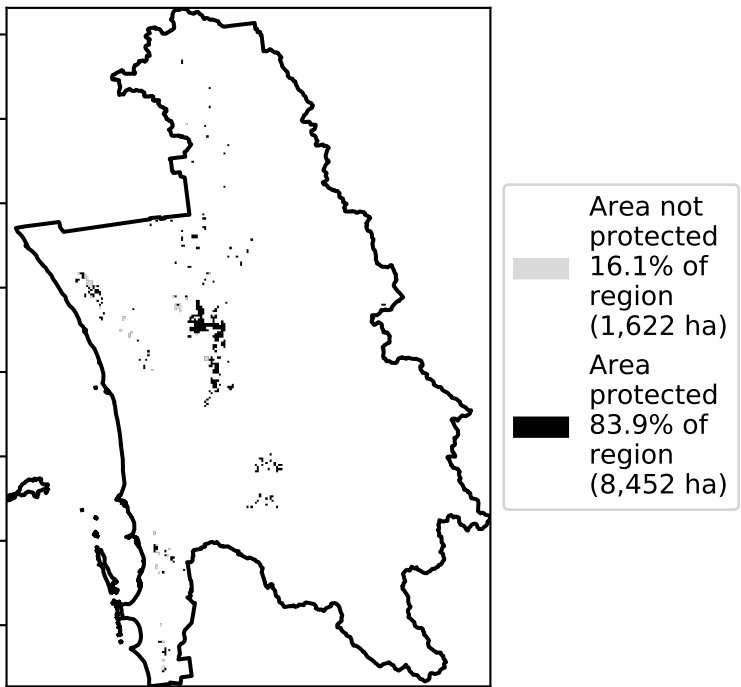 Area not
protected
16.1% of
region
(1,622 ha)
Area
protected
83.9% of
region
(8,452 ha)